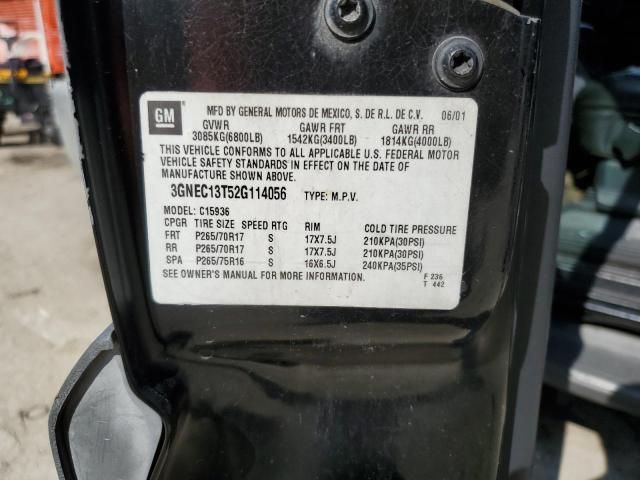 GM MFD BY GENERAL MOTORS DE MEXICO, S. DE R.L. DE C.V. 06/01
GVWR GAWR FRT GAWR RR
3085KG(6800LB) 1542KG(3400LB) 1814KG(4000LB)
THIS VEHICLE CONFORMS TO ALL APPLICABLE U.S. FEDERAL MOTOR
VEHICLE SAFETY STANDARDS IN EFFECT ON THE DATE OF
MANUFACTURE SHOWN ABOVE.
3GNEC13T52G114056 TYPE: M.P.V.
MODEL: C15936
CPGR TIRE SIZE SPEED RTG RIM COLD TIRE PRESSURE
FRT P265/70R17 S 17X7.5J 210KPA(30PSI)
RR P265/70R17 S 17X7.5J 210KPA(30PSI)
SPA P265/75R16 S 16X6.5J 240KPA(35PSI)
SEE OWNER'S MANUAL FOR MORE INFORMATION. F 236
T 442